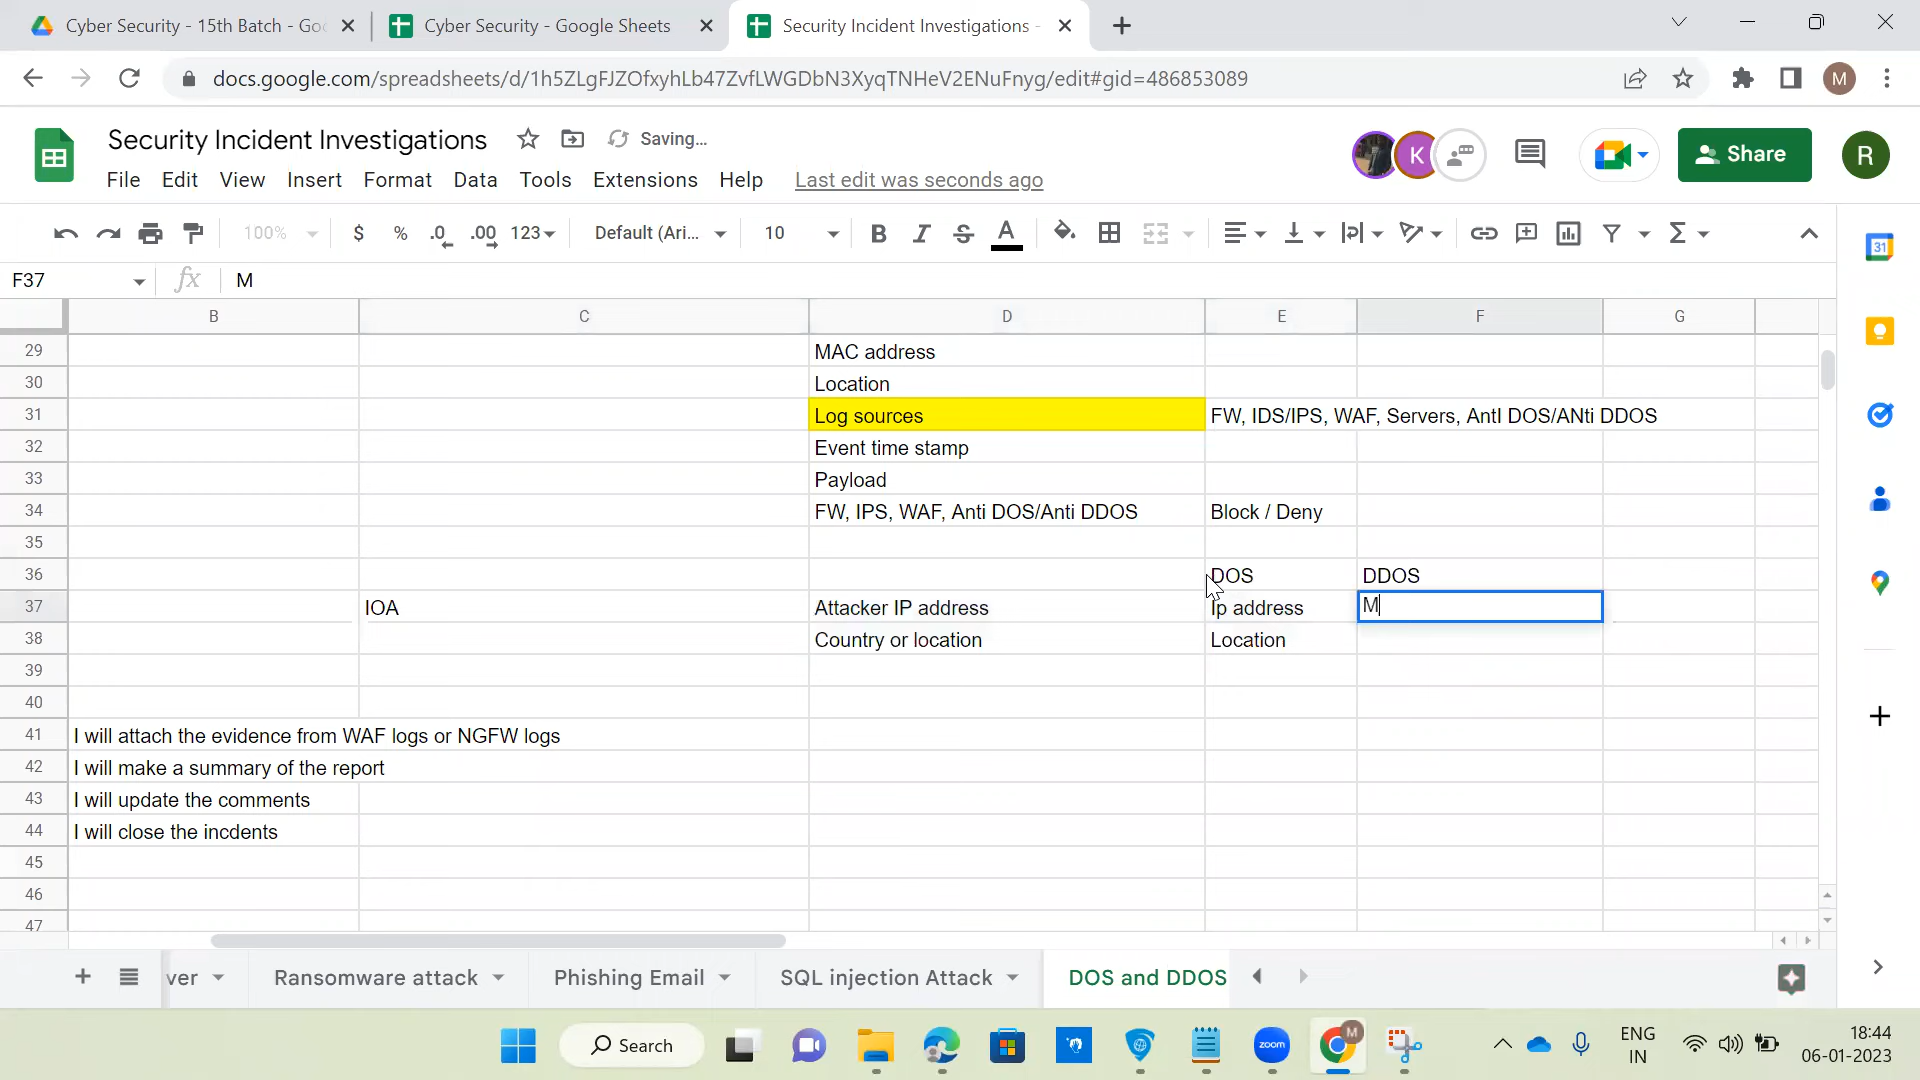 Cyber Security - 15th Batch - Go
Cyber Security - Google Sheets
Security Incident Investigations -
docs.google.com/spreadsheets/d/1h5ZLgFJZOfxyhLb47ZvfLWGDbN3XyqTNHeV2ENuFnyg/edit#gid=486853089
M
Security Incident Investigations
Saving...
K
Share
R
File Edit View Insert Format Data Tools Extensions Help Last edit was seconds ago
100% $ % .0 .00 123 Default (Ari... 10 B I S A Σ
31
F37 fx M
B C D E F G
29 MAC address
30 Location
31 Log sources FW, IDS/IPS, WAF, Servers, AntI DOS/ANti DDOS
32 Event time stamp
33 Payload
34 FW, IPS, WAF, Anti DOS/Anti DDOS Block / Deny
35
36 DOS DDOS
37 IOA Attacker IP address Ip address M
38 Country or location Location
39
40
41 I will attach the evidence from WAF logs or NGFW logs
42 I will make a summary of the report
43 I will update the comments
44 I will close the incdents
45
46
47
ver Ransomware attack Phishing Email SQL injection Attack DOS and DDOS
Search
zoom
M
ENG
IN
18:44
06-01-2023